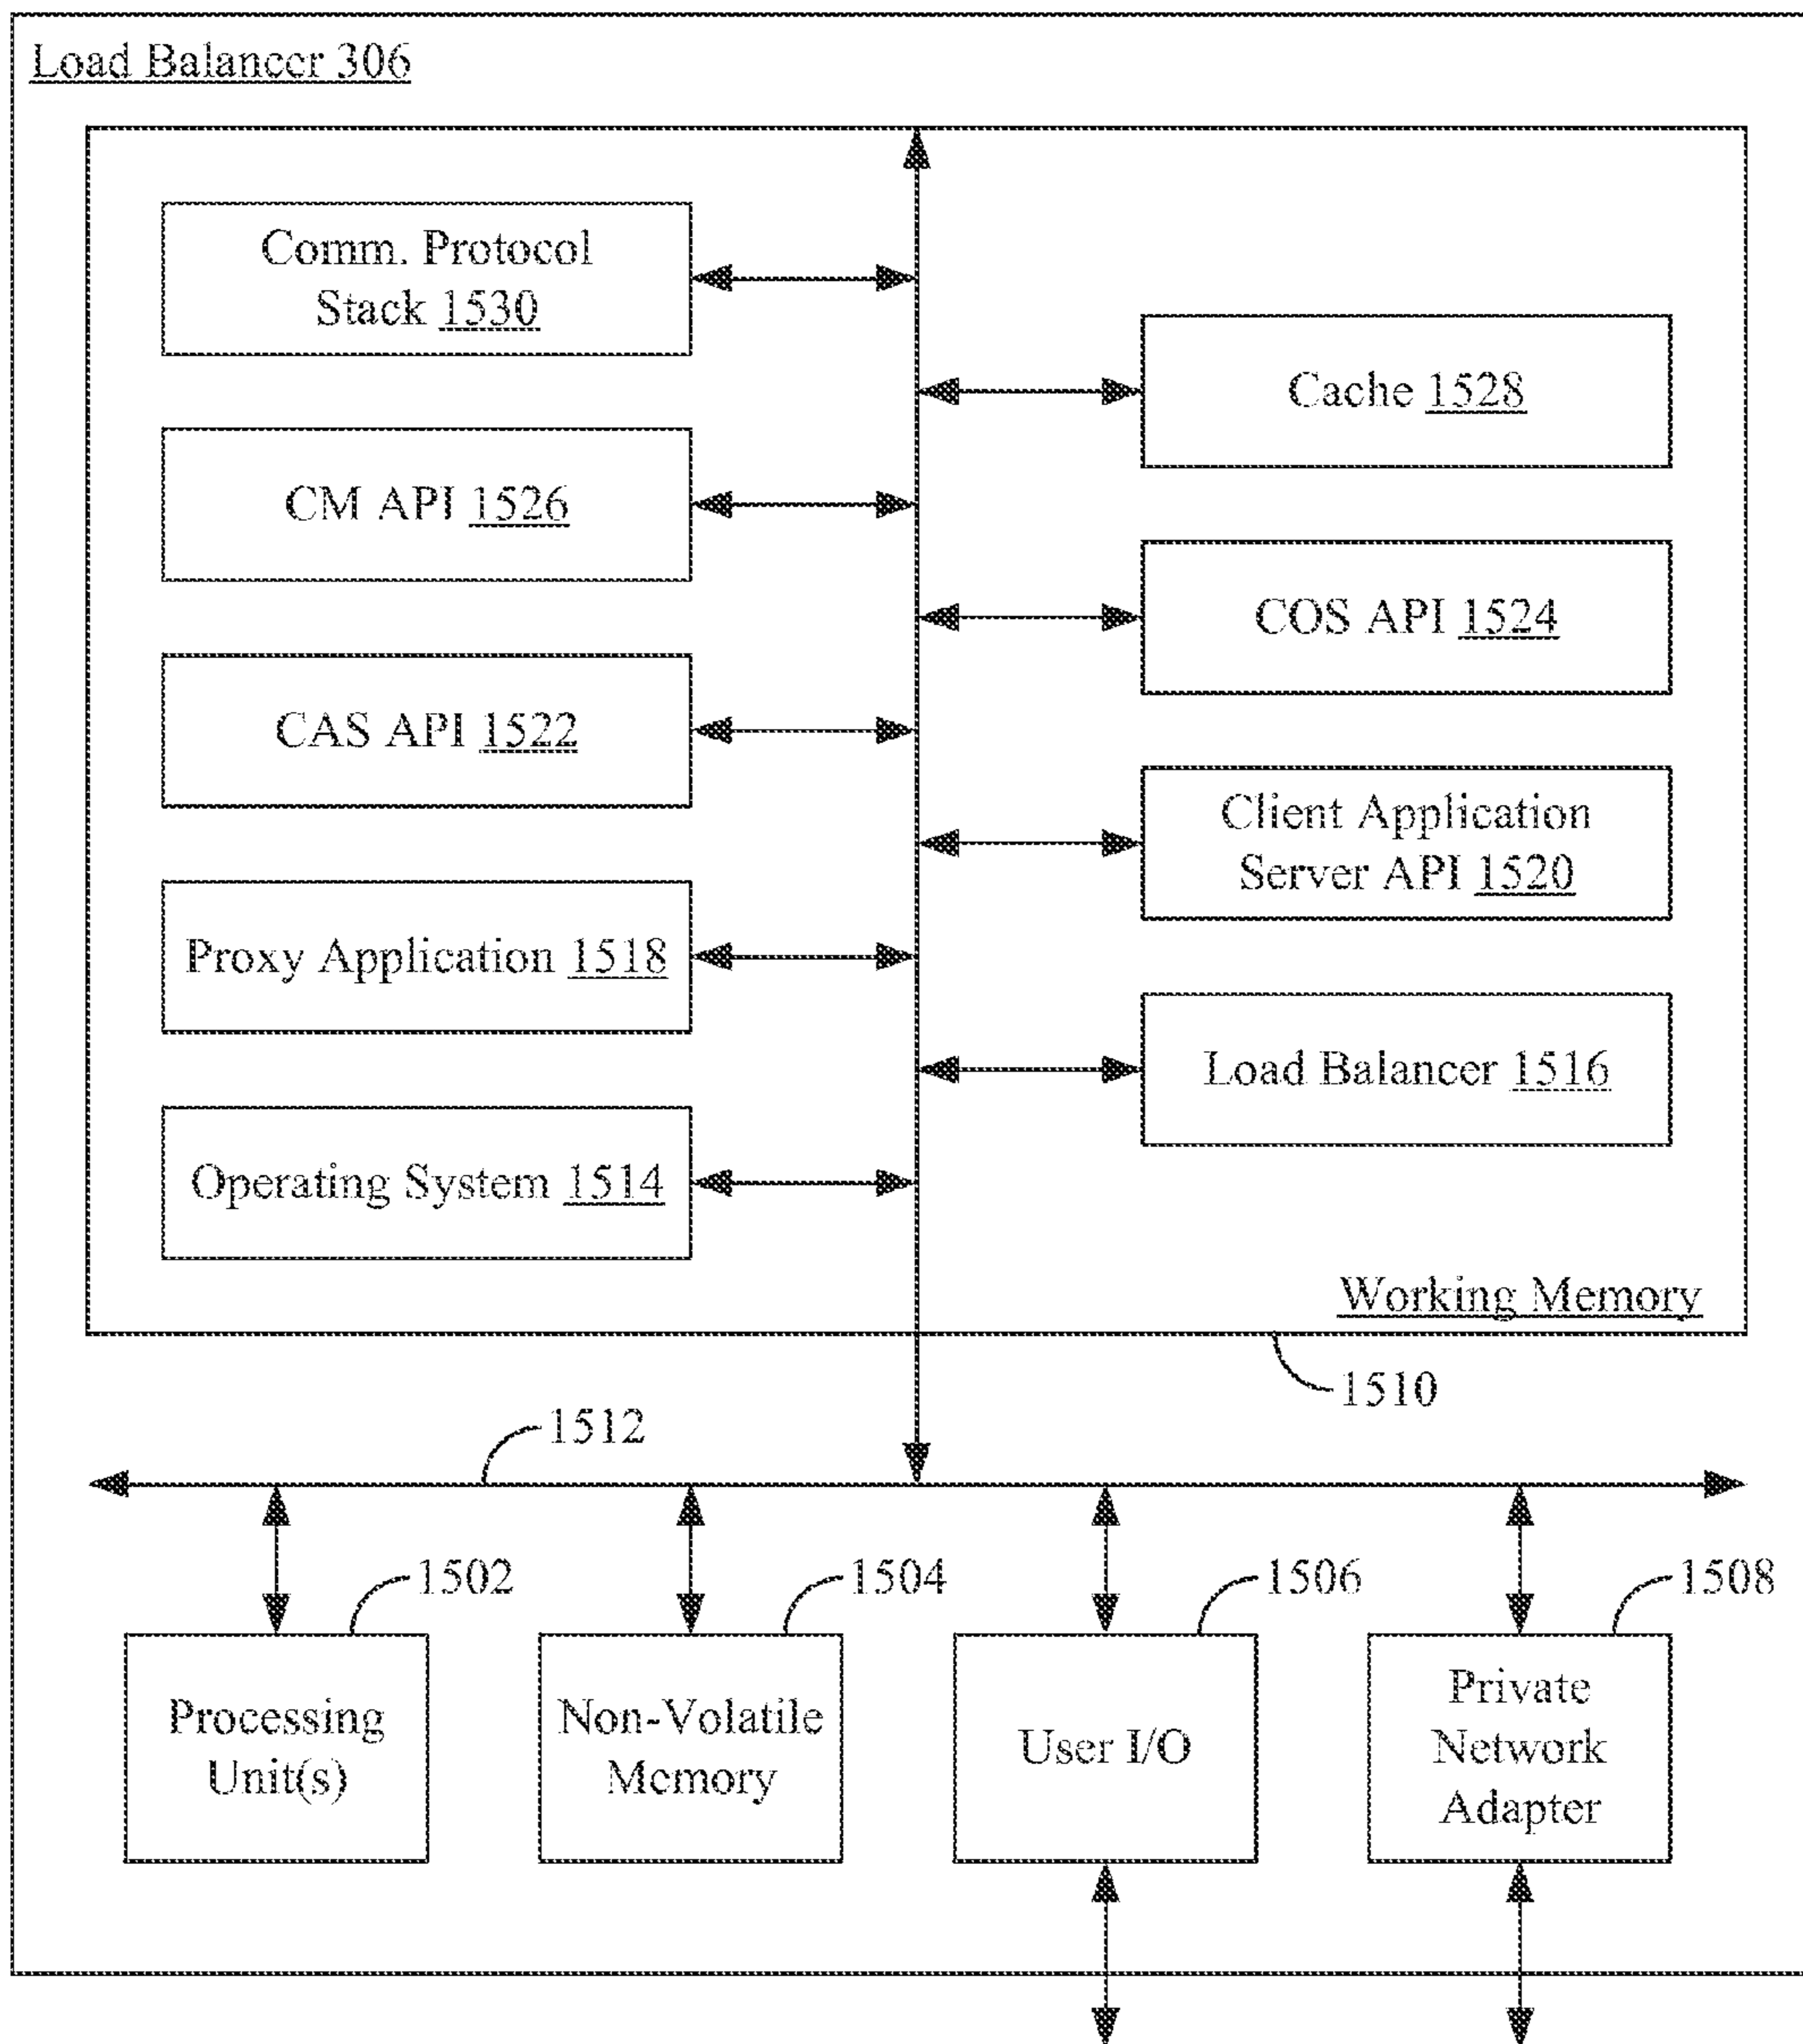 Load Balancer 306
Comm. Protocol
Stack 1530
Cache 1528
CM API 1526
COS API 1524
CAS API 1522
Client Application
Server API 1520
Proxy Application 1518
Load Balancer 1516
Operating System 1514
Working Memory
1510
1512
1502
1504
1506
1508
Processing
Unit(s)
Non-Volatile
Memory
User I/O
Private
Network
Adapter